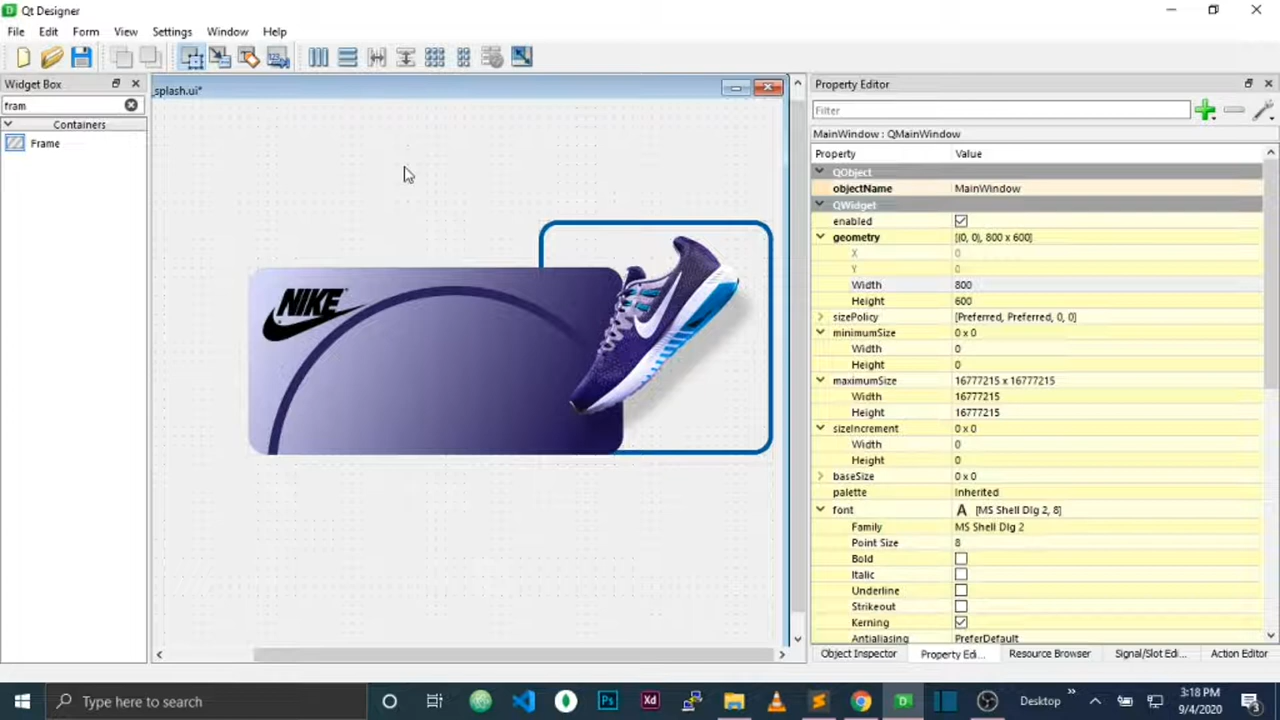 Qt Designer
File Edit Form View Settings Window Help
Widget Box
fram
Containers
Frame
splash.ui*
NIKE
Property Editor
Filter
MainWindow : QMainWindow
Property Value
QObject
objectName MainWindow
QWidget
enabled
geometry [(0, 0), 800 x 600]
X 0
Y 0
Width 800
Height 600
sizePolicy [Preferred, Preferred, 0, 0]
minimumSize 0 x 0
Width 0
Height 0
maximumSize 16777215 x 16777215
Width 16777215
Height 16777215
sizeIncrement 0 x 0
Width 0
Height 0
baseSize 0 x 0
palette Inherited
font A [MS Shell Dlg 2, 8]
Family MS Shell Dlg 2
Point Size 8
Bold
Italic
Underline
Strikeout
Kerning
Antialiasing PreferDefault
Object Inspector Property Edi... Resource Browser Signal/Slot Edi... Action Editor
Type here to search
Ps
Xd
D
Desktop
3:18 PM
9/4/2020
3